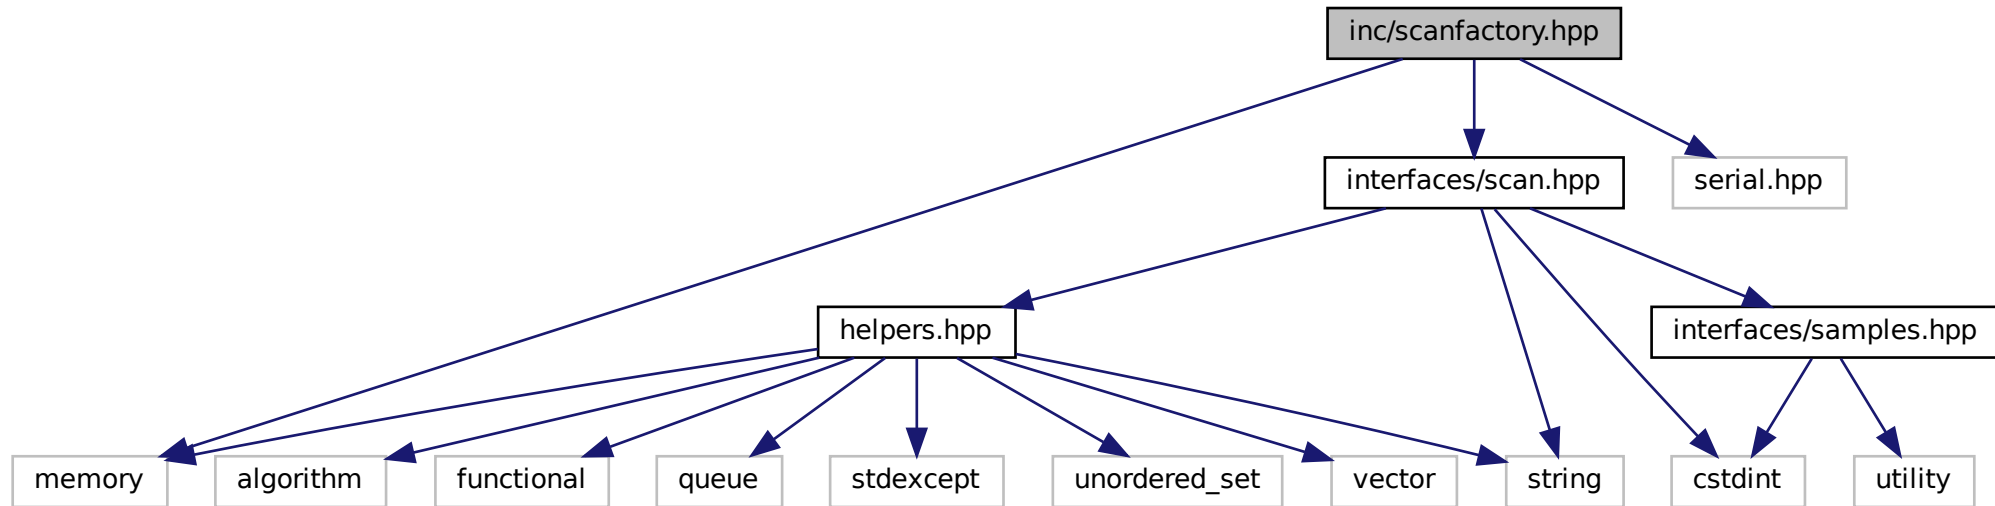 inc/scanfactory.hpp
interfaces/scan.hpp
serial.hpp
helpers.hpp
interfaces/samples.hpp
memory
algorithm
functional
queue
stdexcept
unordered_set
vector
string
cstdint
utility